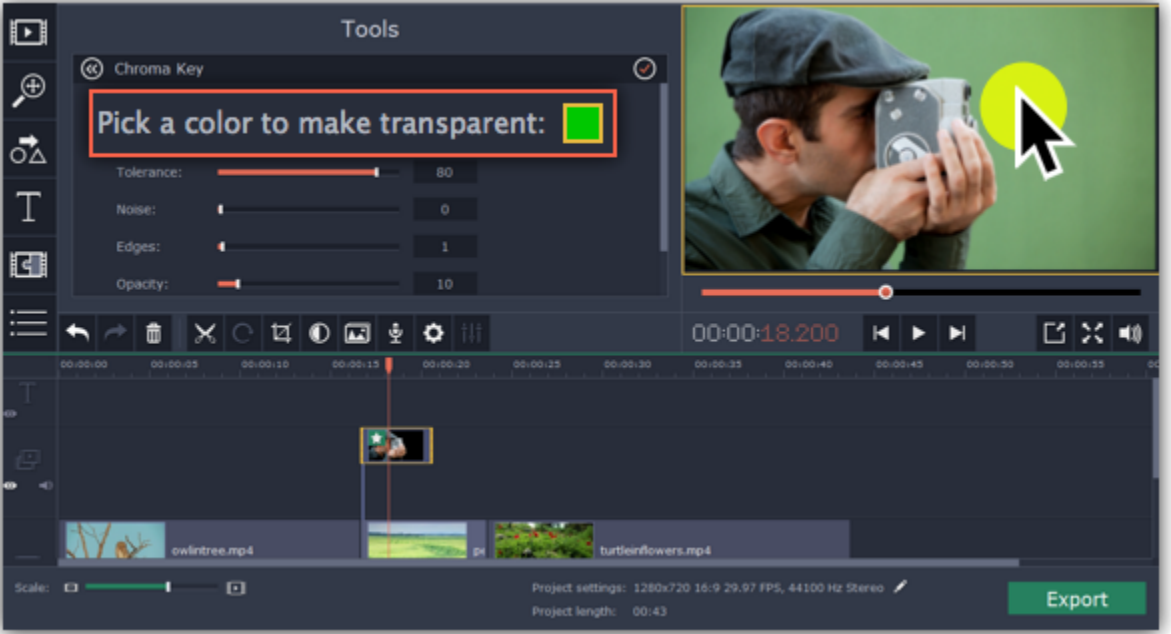 Tools
Chroma Key
Pick a color to make transparent:
Tolerance: 80
Noise: 0
Edges: 1
Opacity: 10
00:00:18.200
00:00:00 00:00:05 00:00:10 00:00:15 00:00:20 00:00:25 00:00:30 00:00:35 00:00:40 00:00:45 00:00:50 00:00:55
T
owlintree.mp4
turtleinflowers.mp4
Scale:
Project settings: 1280x720 16:9 29.97 FPS, 44100 Hz Stereo
Project length: 00:43
Export